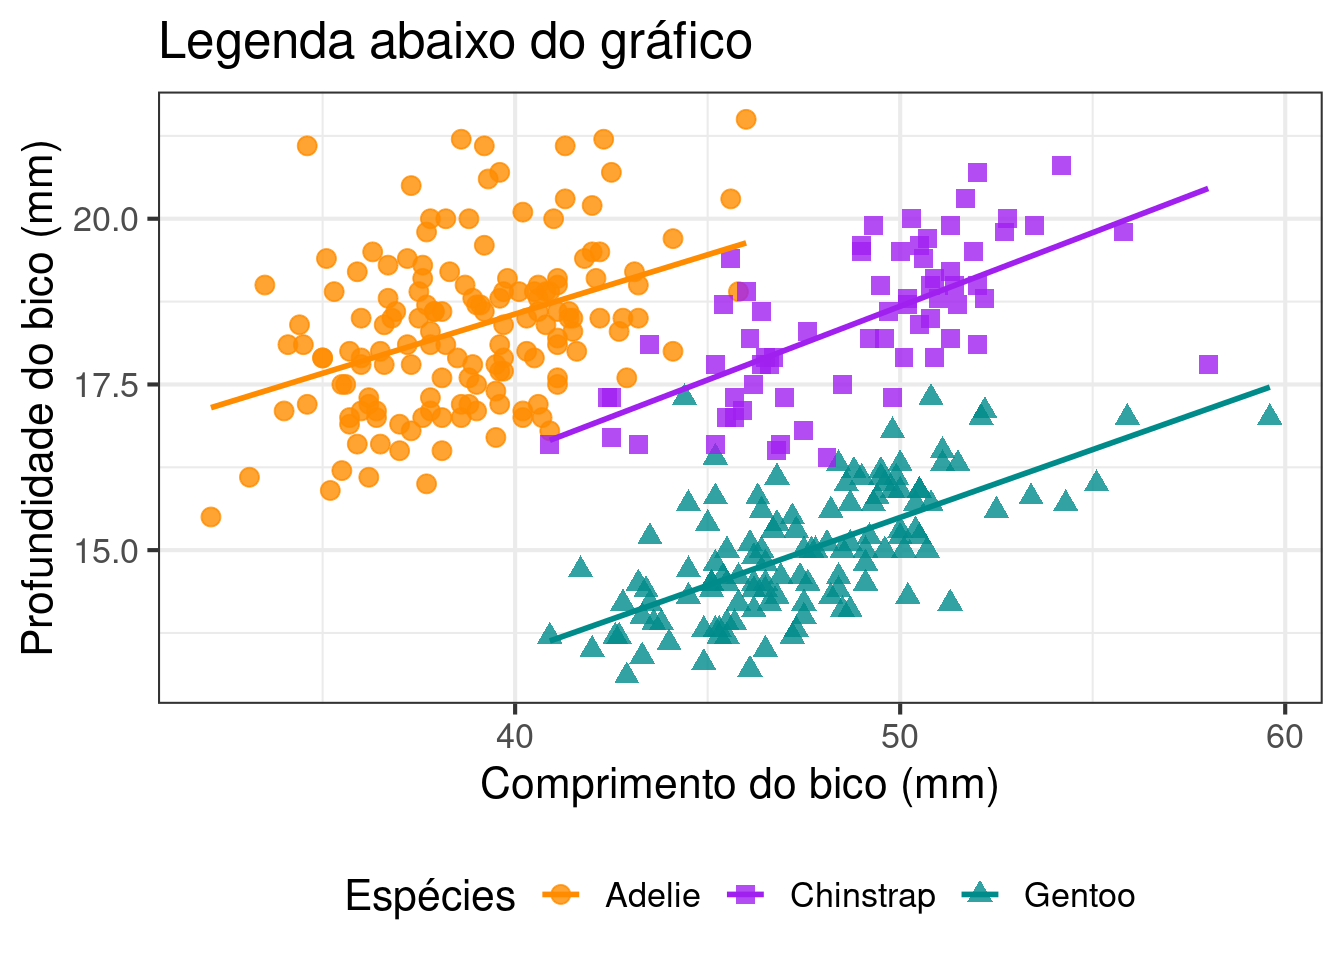 Legenda abaixo do gráfico
Profundidade do bico (mm)
20.0
17.5
15.0
40 50 60
Comprimento do bico (mm)
Espécies Adelie Chinstrap Gentoo